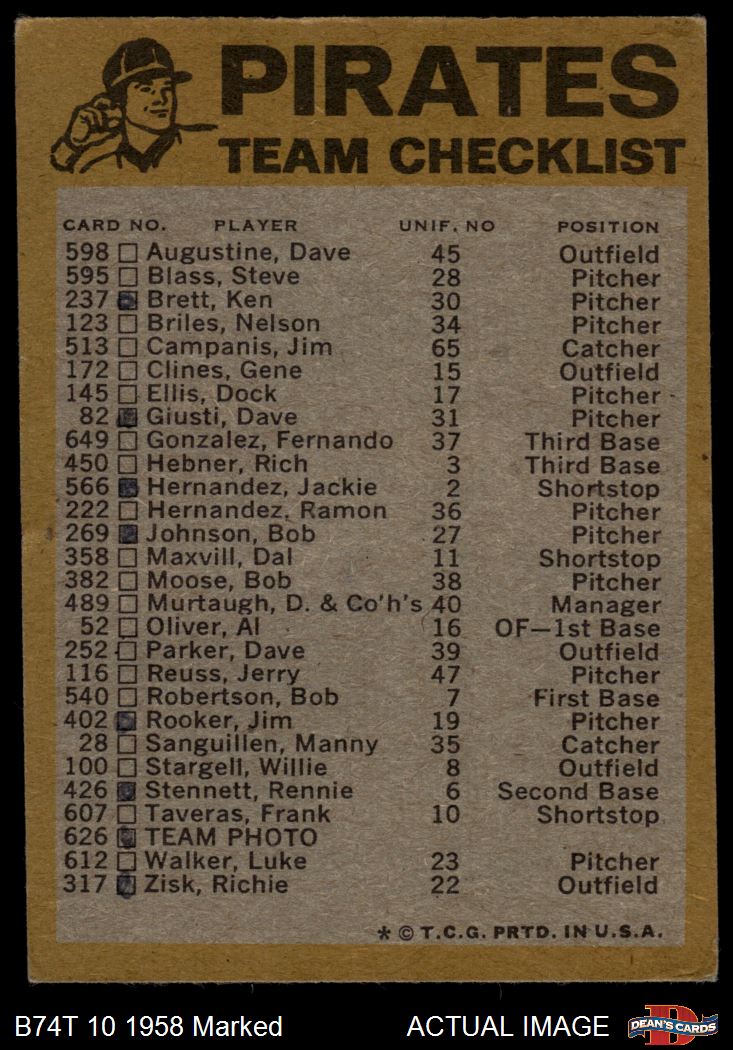 PIRATES
TEAM CHECKLIST
CARD NO. PLAYER UNIF. NO POSITION
598 Augustine, Dave 45 Outfield
595 Blass, Steve 28 Pitcher
237 Brett, Ken 30 Pitcher
123 Briles, Nelson 34 Pitcher
513 Campanis, Jim 65 Catcher
172 Clines, Gene 15 Outfield
145 Ellis, Dock 17 Pitcher
82 Giusti, Dave 31 Pitcher
649 Gonzalez, Fernando 37 Third Base
450 Hebner, Rich 3 Third Base
566 Hernandez, Jackie 2 Shortstop
222 Hernandez, Ramon 36 Pitcher
269 Johnson, Bob 27 Pitcher
358 Maxvill, Dal 11 Shortstop
382 Moose, Bob 38 Pitcher
489 Murtaugh, D. & Co'h's 40 Manager
52 Oliver, Al 16 OF—1st Base
252 Parker, Dave 39 Outfield
116 Reuss, Jerry 47 Pitcher
540 Robertson, Bob 7 First Base
402 Rooker, Jim 19 Pitcher
28 Sanguillen, Manny 35 Catcher
100 Stargell, Willie 8 Outfield
426 Stennett, Rennie 6 Second Base
607 Taveras, Frank 10 Shortstop
626 TEAM PHOTO
612 Walker, Luke 23 Pitcher
317 Zisk, Richie 22 Outfield
* © T.C.G. PRTD. IN U.S.A.
B74T 10 1958 Marked ACTUAL IMAGE
D
DEAN'S CARDS